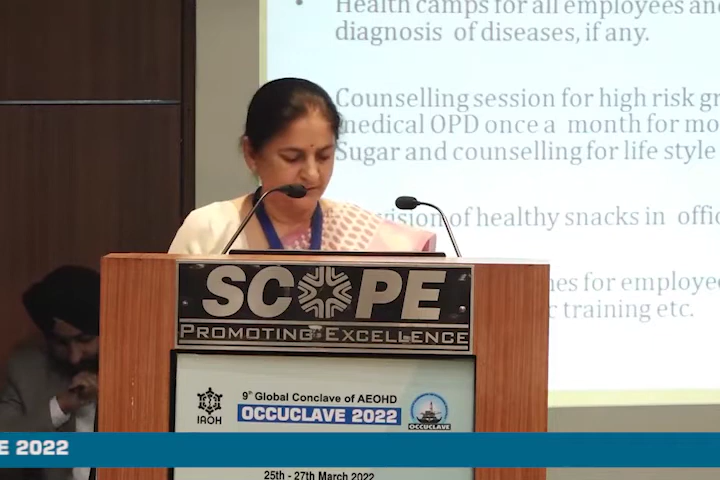 Health camps for all employees and
diagnosis of diseases, if any.
Counselling session for high risk gr
medical OPD once a month for mo
Sugar and counselling for life style
vision of healthy snacks in offic
es for employee
training etc.
SCOPE
PROMOTING EXCELLENCE
9th Global Conclave of AEOHD
OCCUCLAVE 2022
IAOH
OCCUCLAVE
E 2022
25th - 27th March 2022